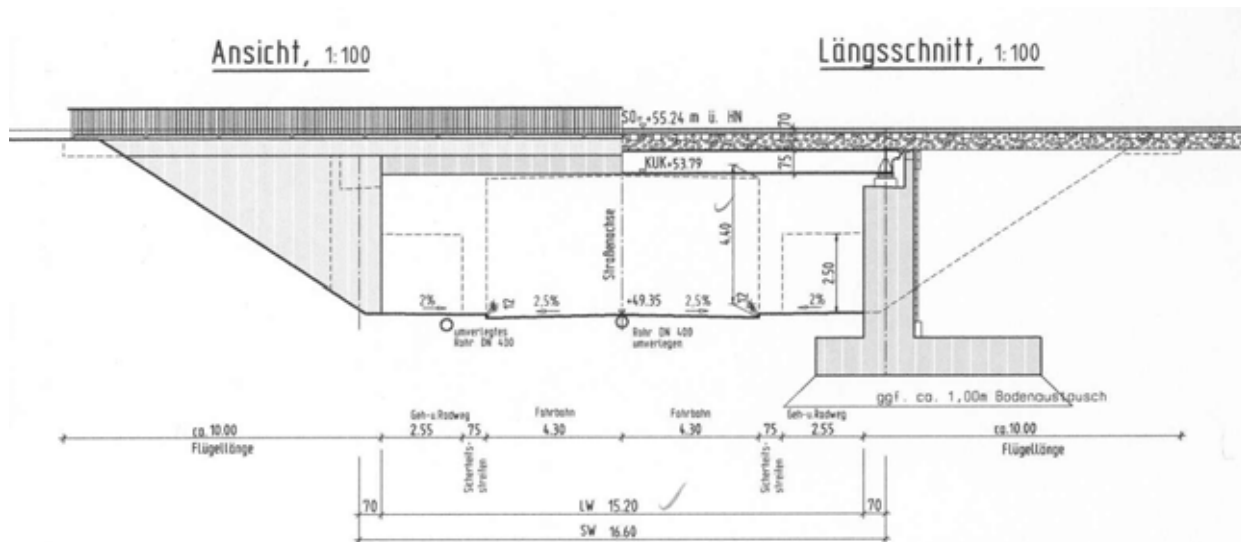 Ansicht, 1:100
Längsschnitt, 1:100
SO=+55.24 m ü. HN
70
KUK+53.79
75
Straßenachse
4.40
2.50
2%
12
2,5%
+49.35
2,5%
12
2%
umverlegtes
Rohr DN 400
Rohr DN 400
umverlegen
ggf. ca. 1,00m Bodenaustausch
Geh-u.Radweg
Fahrbahn
Fahrbahn
Geh-u.Radweg
ca.10.00
2.55
75
4.30
4.30
75
2.55
ca.10.00
Flügellänge
Sicherheits-
streifen
Sicherheits-
streifen
Flügellänge
70
LW 15.20
70
SW 16.60